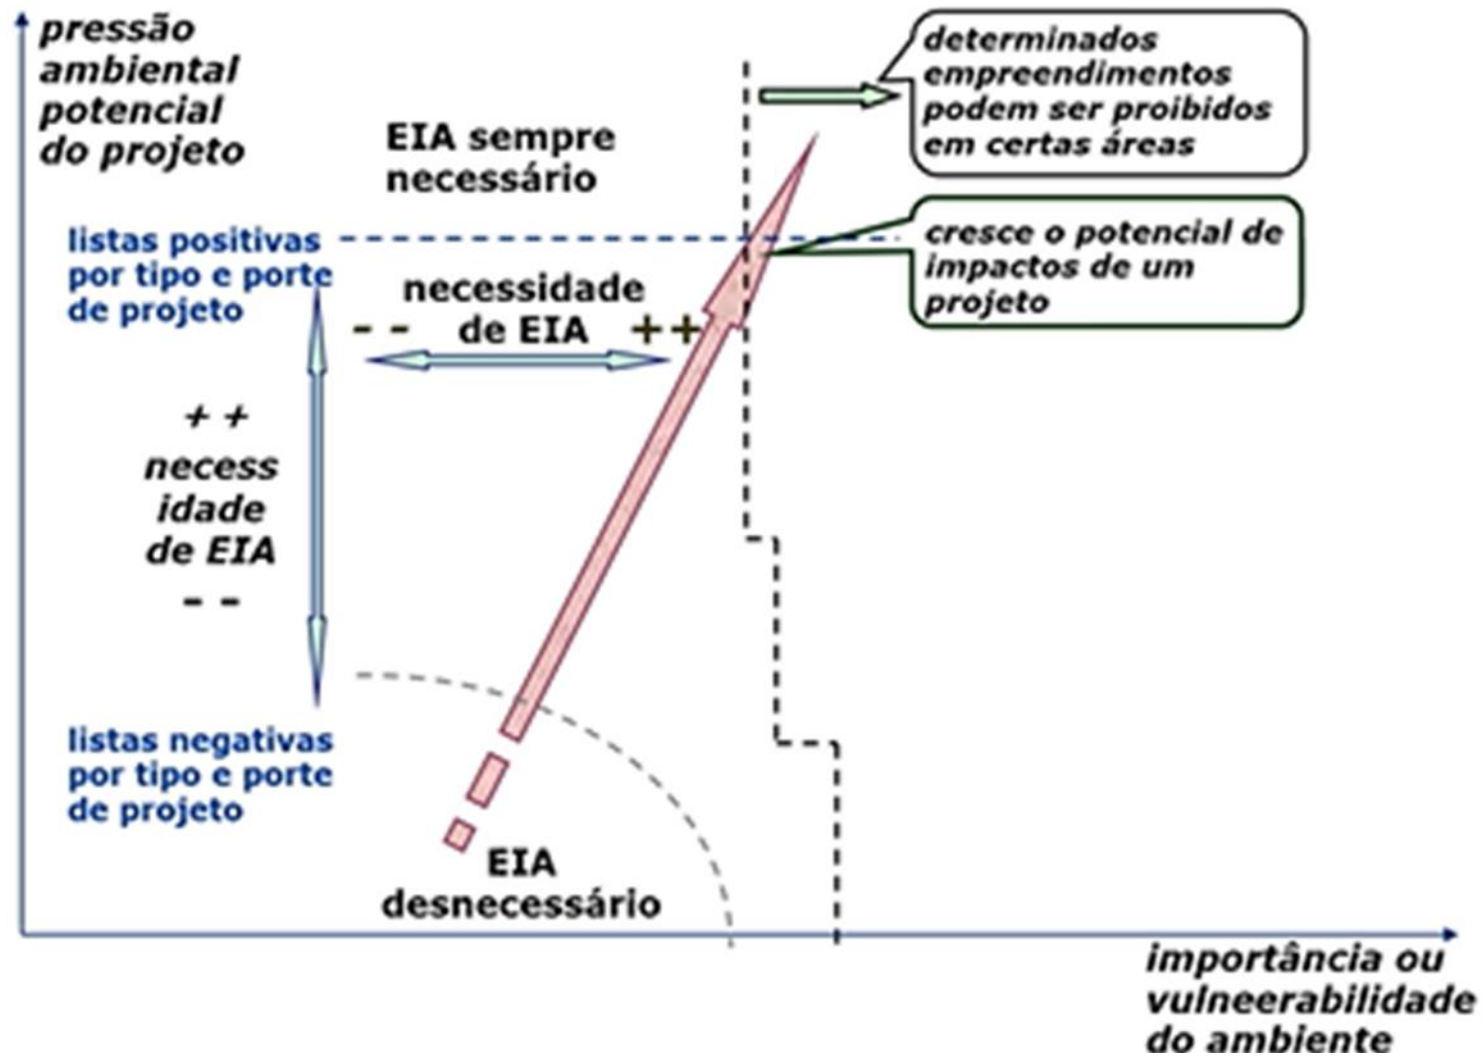 pressão
ambiental
potencial
do projeto
EIA sempre
necessário
determinados
empreendimentos
podem ser proibidos
em certas áreas
listas positivas
por tipo e porte
de projeto
necessidade
- - de EIA ++
cresce o potencial de
impactos de um
projeto
+ +
necess
idade
de EIA
- -
listas negativas
por tipo e porte
de projeto
EIA
desnecessário
importância ou
vulneerabilidade
do ambiente